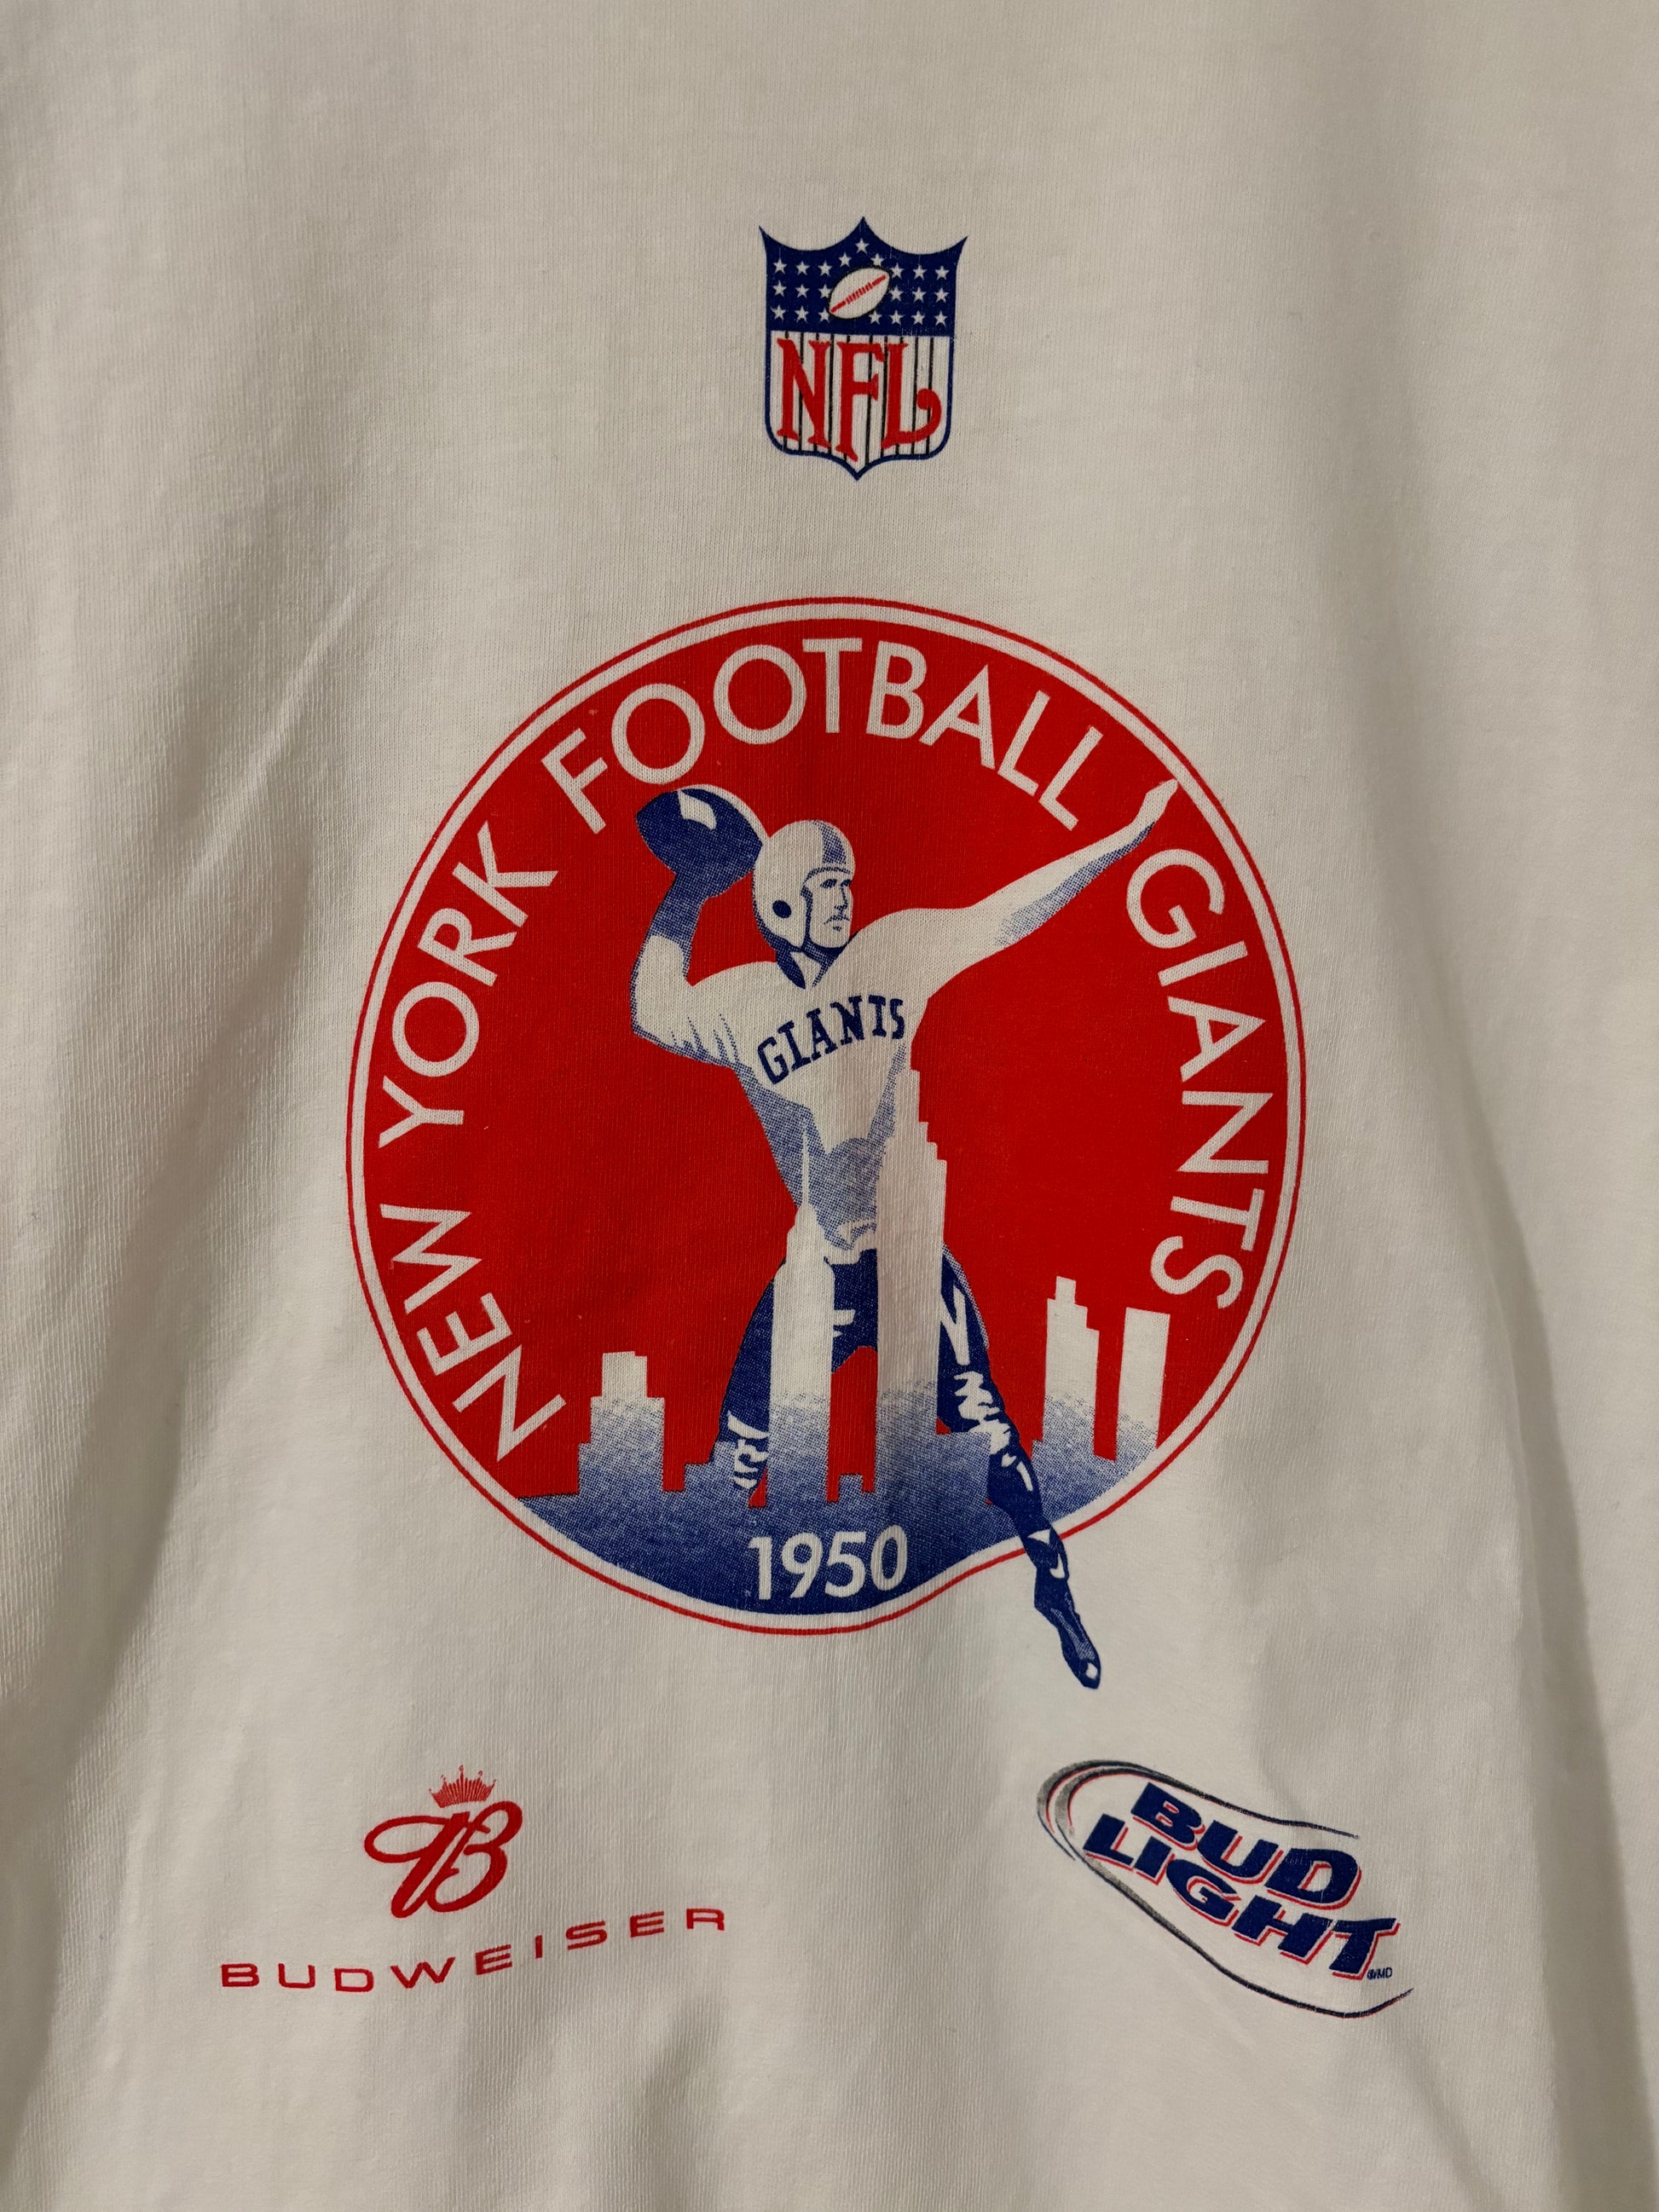 NFL
NEW YORK FOOTBALL GIANTS
GIANTS
1950
B
BUDWEISER
BUD
LIGHT